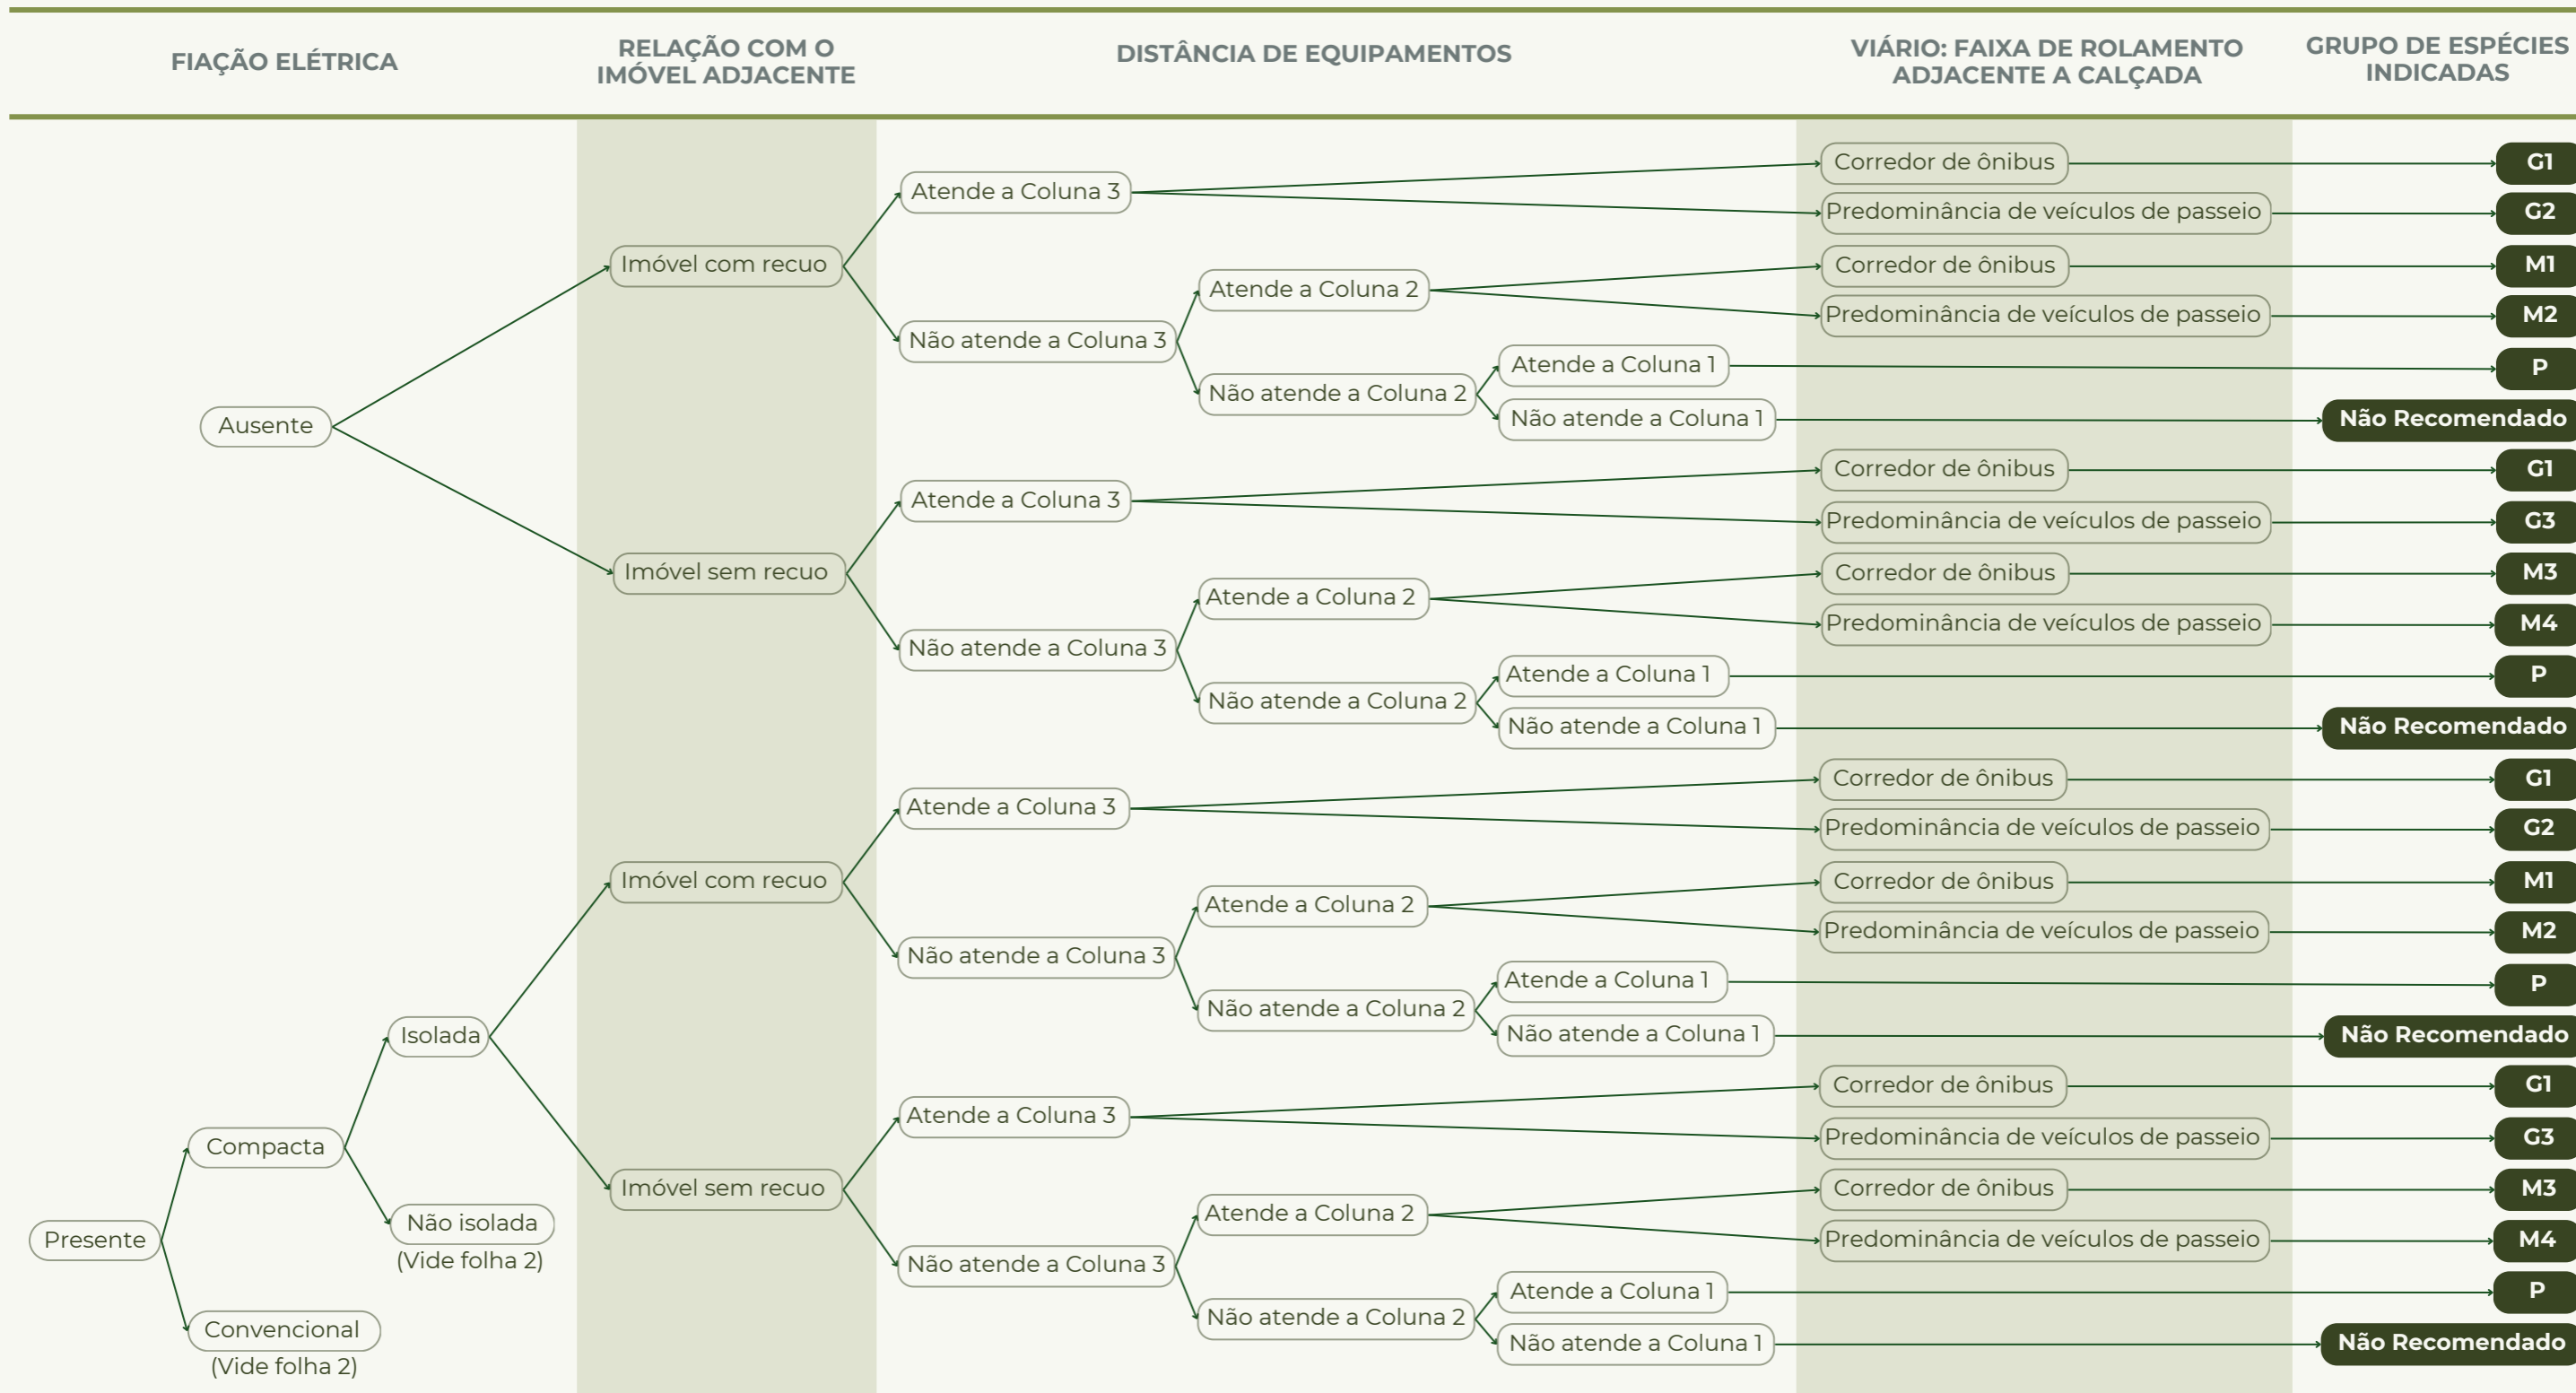 FIAÇÃO ELÉTRICA
RELAÇÃO COM O
IMÓVEL ADJACENTE
DISTÂNCIA DE EQUIPAMENTOS
VIÁRIO: FAIXA DE ROLAMENTO
ADJACENTE A CALÇADA
GRUPO DE ESPÉCIES
INDICADAS
Ausente
Imóvel com recuo
Atende a Coluna 3
Corredor de ônibus
G1
Predominância de veículos de passeio
G2
Não atende a Coluna 3
Atende a Coluna 2
Corredor de ônibus
M1
Predominância de veículos de passeio
M2
Não atende a Coluna 2
Atende a Coluna 1
P
Não atende a Coluna 1
Não Recomendado
Imóvel sem recuo
Atende a Coluna 3
Corredor de ônibus
G1
Predominância de veículos de passeio
G3
Não atende a Coluna 3
Atende a Coluna 2
Corredor de ônibus
M3
Predominância de veículos de passeio
M4
Não atende a Coluna 2
Atende a Coluna 1
P
Não atende a Coluna 1
Não Recomendado
Presente
Compacta
Isolada
Imóvel com recuo
Atende a Coluna 3
Corredor de ônibus
G1
Predominância de veículos de passeio
G2
Não atende a Coluna 3
Atende a Coluna 2
Corredor de ônibus
M1
Predominância de veículos de passeio
M2
Não atende a Coluna 2
Atende a Coluna 1
P
Não atende a Coluna 1
Não Recomendado
Imóvel sem recuo
Atende a Coluna 3
Corredor de ônibus
G1
Predominância de veículos de passeio
G3
Não atende a Coluna 3
Atende a Coluna 2
Corredor de ônibus
M3
Predominância de veículos de passeio
M4
Não atende a Coluna 2
Atende a Coluna 1
P
Não atende a Coluna 1
Não Recomendado
Não isolada
(Vide folha 2)
Convencional
(Vide folha 2)